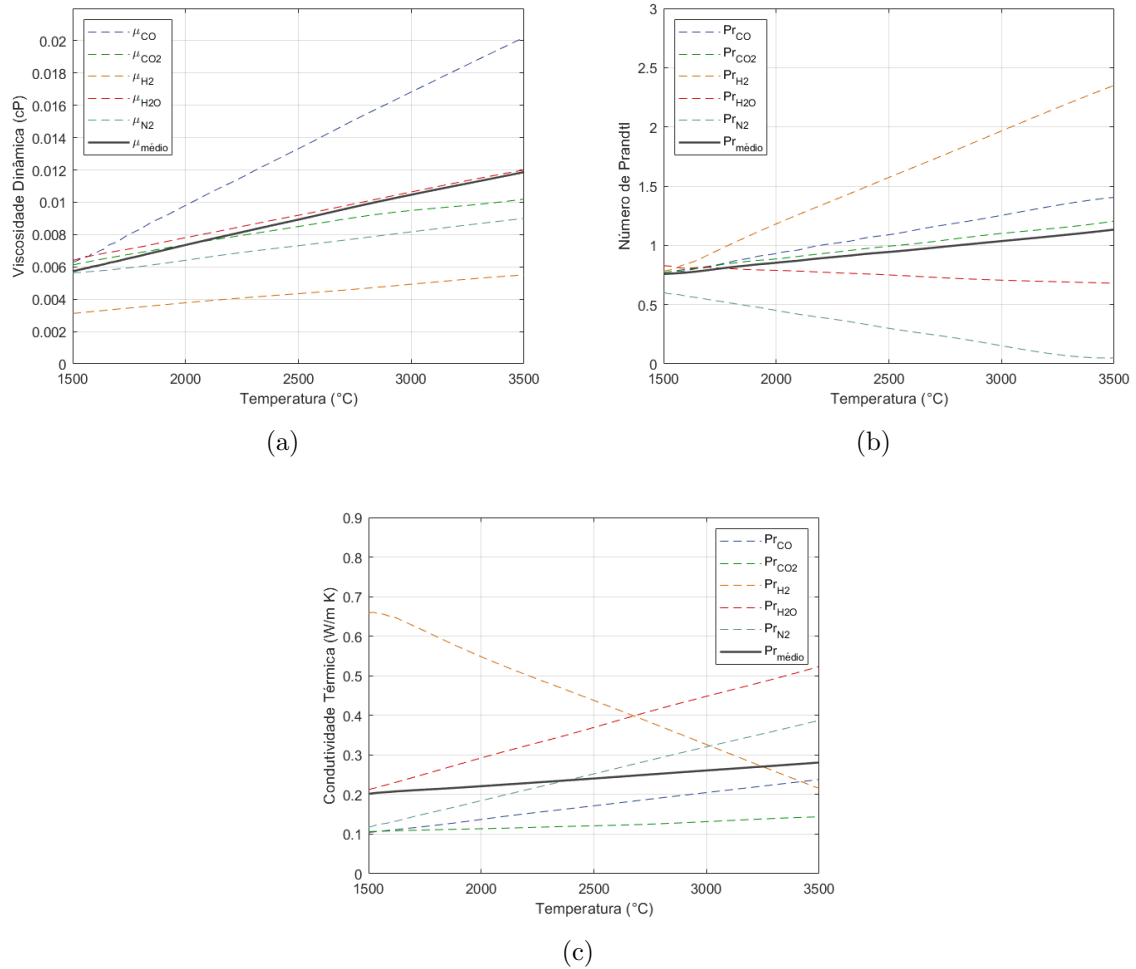 0.02
0.018
0.016
0.014
0.012
0.01
0.008
0.006
0.004
0.002
0
Viscosidade Dinâmica (cP)
μCO
μCO2
μH2
μH2O
μN2
μmédio
1500 2000 2500 3000 3500
Temperatura (°C)
(a)
3
2.5
2
1.5
1
0.5
0
Número de Prandtl
PrCO
PrCO2
PrH2
PrH2O
PrN2
Prmédio
1500 2000 2500 3000 3500
Temperatura (°C)
(b)
0.9
0.8
0.7
0.6
0.5
0.4
0.3
0.2
0.1
0
Condutividade Térmica (W/m K)
PrCO
PrCO2
PrH2
PrH2O
PrN2
Prmédio
1500 2000 2500 3000 3500
Temperatura (°C)
(c)